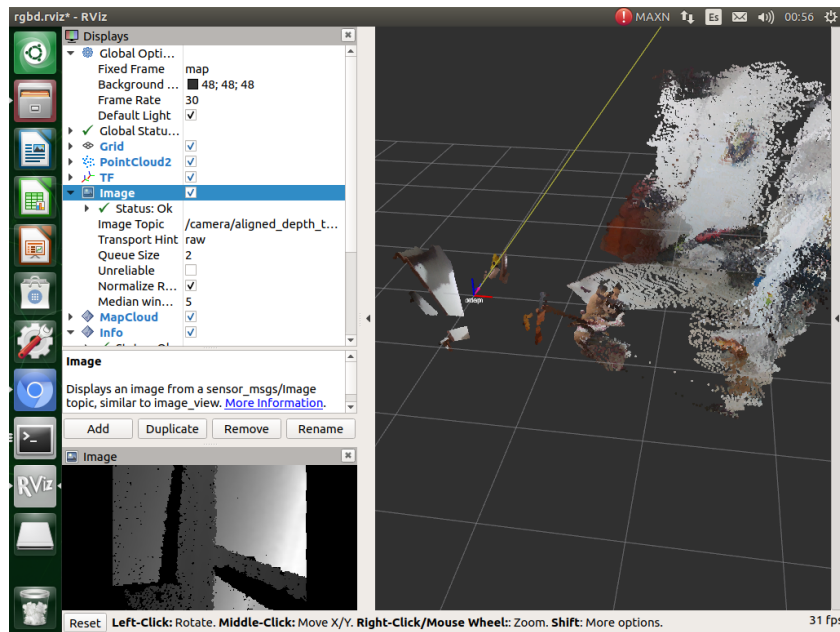 rgbd.rviz* - RViz
MAXN
Es
00:56
Displays
Global Opti...
Fixed Frame map
Background ... 48; 48; 48
Frame Rate 30
Default Light
Global Statu...
Grid
PointCloud2
TF
Image
Status: Ok
Image Topic /camera/aligned_depth_t...
Transport Hint raw
Queue Size 2
Unreliable
Normalize R...
Median win... 5
MapCloud
Info
Image
Displays an image from a sensor_msgs/Image
topic, similar to image_view. More Information.
Add Duplicate Remove Rename
Image
RViz
Reset Left-Click: Rotate. Middle-Click: Move X/Y. Right-Click/Mouse Wheel:: Zoom. Shift: More options.
31 fps